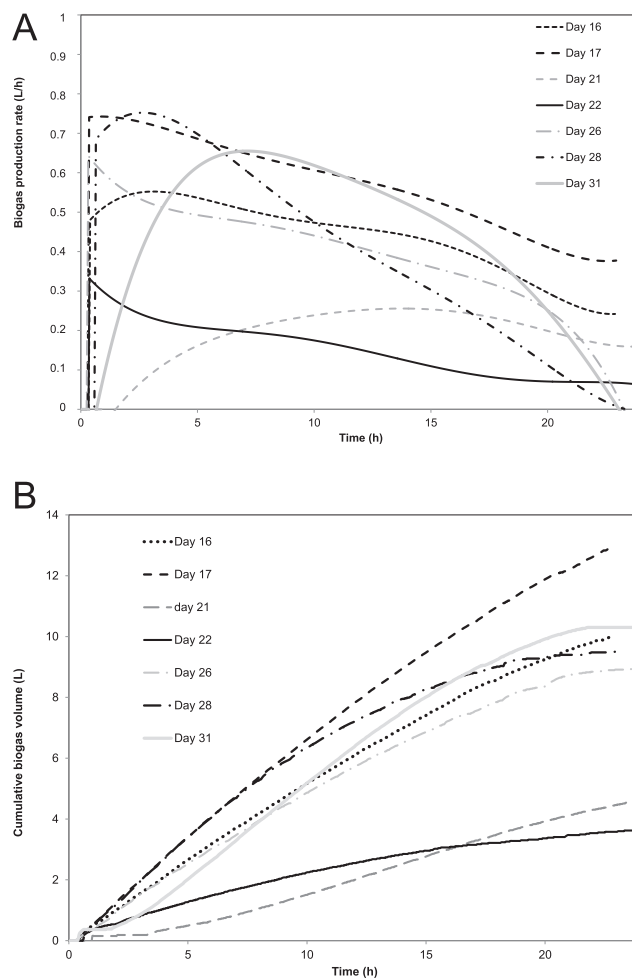 A
Biogas production rate (L/h)
1
0.9
0.8
0.7
0.6
0.5
0.4
0.3
0.2
0.1
0
0 5 10 15 20
Time (h)
Day 16
Day 17
Day 21
Day 22
Day 26
Day 28
Day 31
B
Cumulative biogas volume (L)
14
12
10
8
6
4
2
0
0 5 10 15 20
Time (h)
Day 16
Day 17
day 21
Day 22
Day 26
Day 28
Day 31